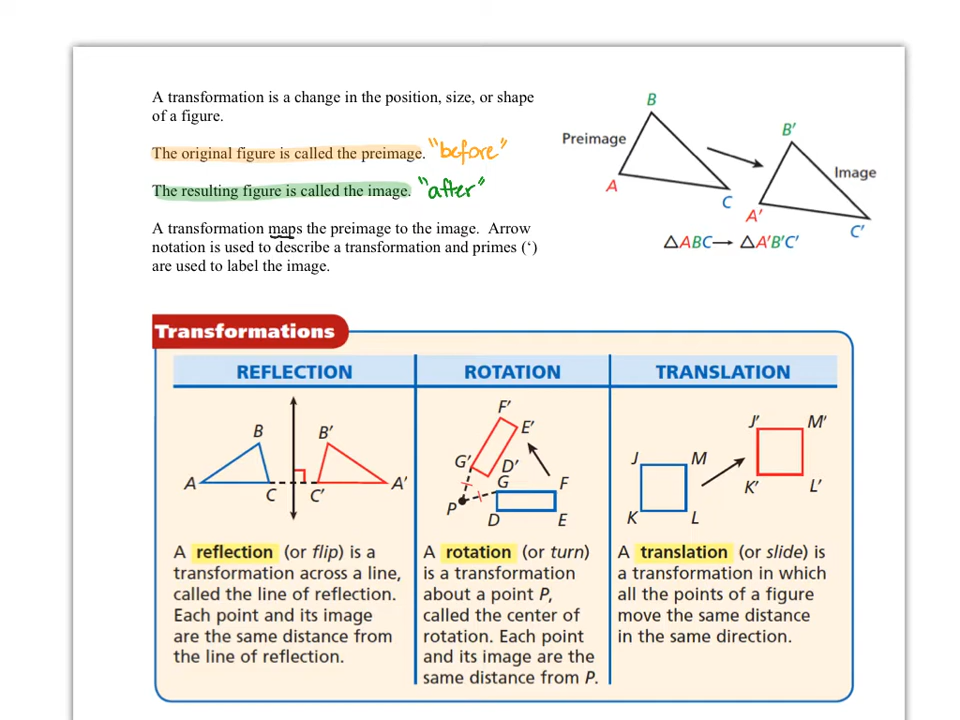 A transformation is a change in the position, size, or shape
of a figure.
The original figure is called the preimage. "before"
The resulting figure is called the image. "after"
A transformation maps the preimage to the image.  Arrow
notation is used to describe a transformation and primes (‘)
are used to label the image.
B
Preimage
A
C
B'
Image
A'
C'
△ABC→ △A'B'C'
Transformations
REFLECTION
B
B'
A
C
C'
A'
A reflection (or flip) is a
transformation across a line,
called the line of reflection.
Each point and its image
are the same distance from
the line of reflection.
ROTATION
F'
E'
G'
D'
G
F
P
D
E
A rotation (or turn)
is a transformation
about a point P,
called the center of
rotation. Each point
and its image are the
same distance from P.
TRANSLATION
J'
M'
J
M
K'
L'
K
L
A translation (or slide) is
a transformation in which
all the points of a figure
move the same distance
in the same direction.